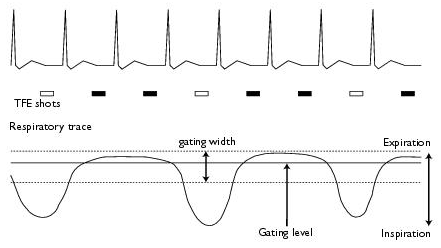 TFE shots
Respiratory trace
gating width
Expiration
Gating level
Inspiration